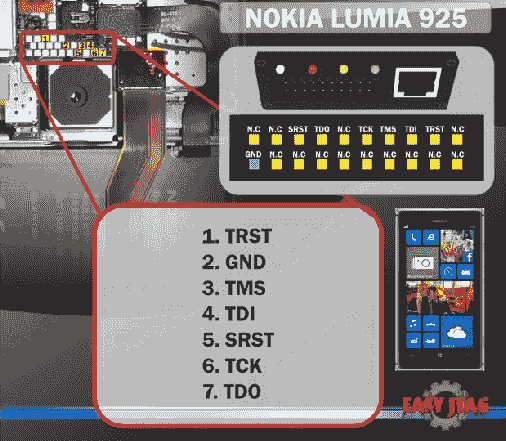 NOKIA LUMIA 925
N.C N.C SRST TDO N.C TCK TMS TDI TRST N.C
GND N.C N.C N.C N.C N.C N.C N.C N.C N.C
1. TRST
2. GND
3. TMS
4. TDI
5. SRST
6. TCK
7. TDO
EASY JTAG